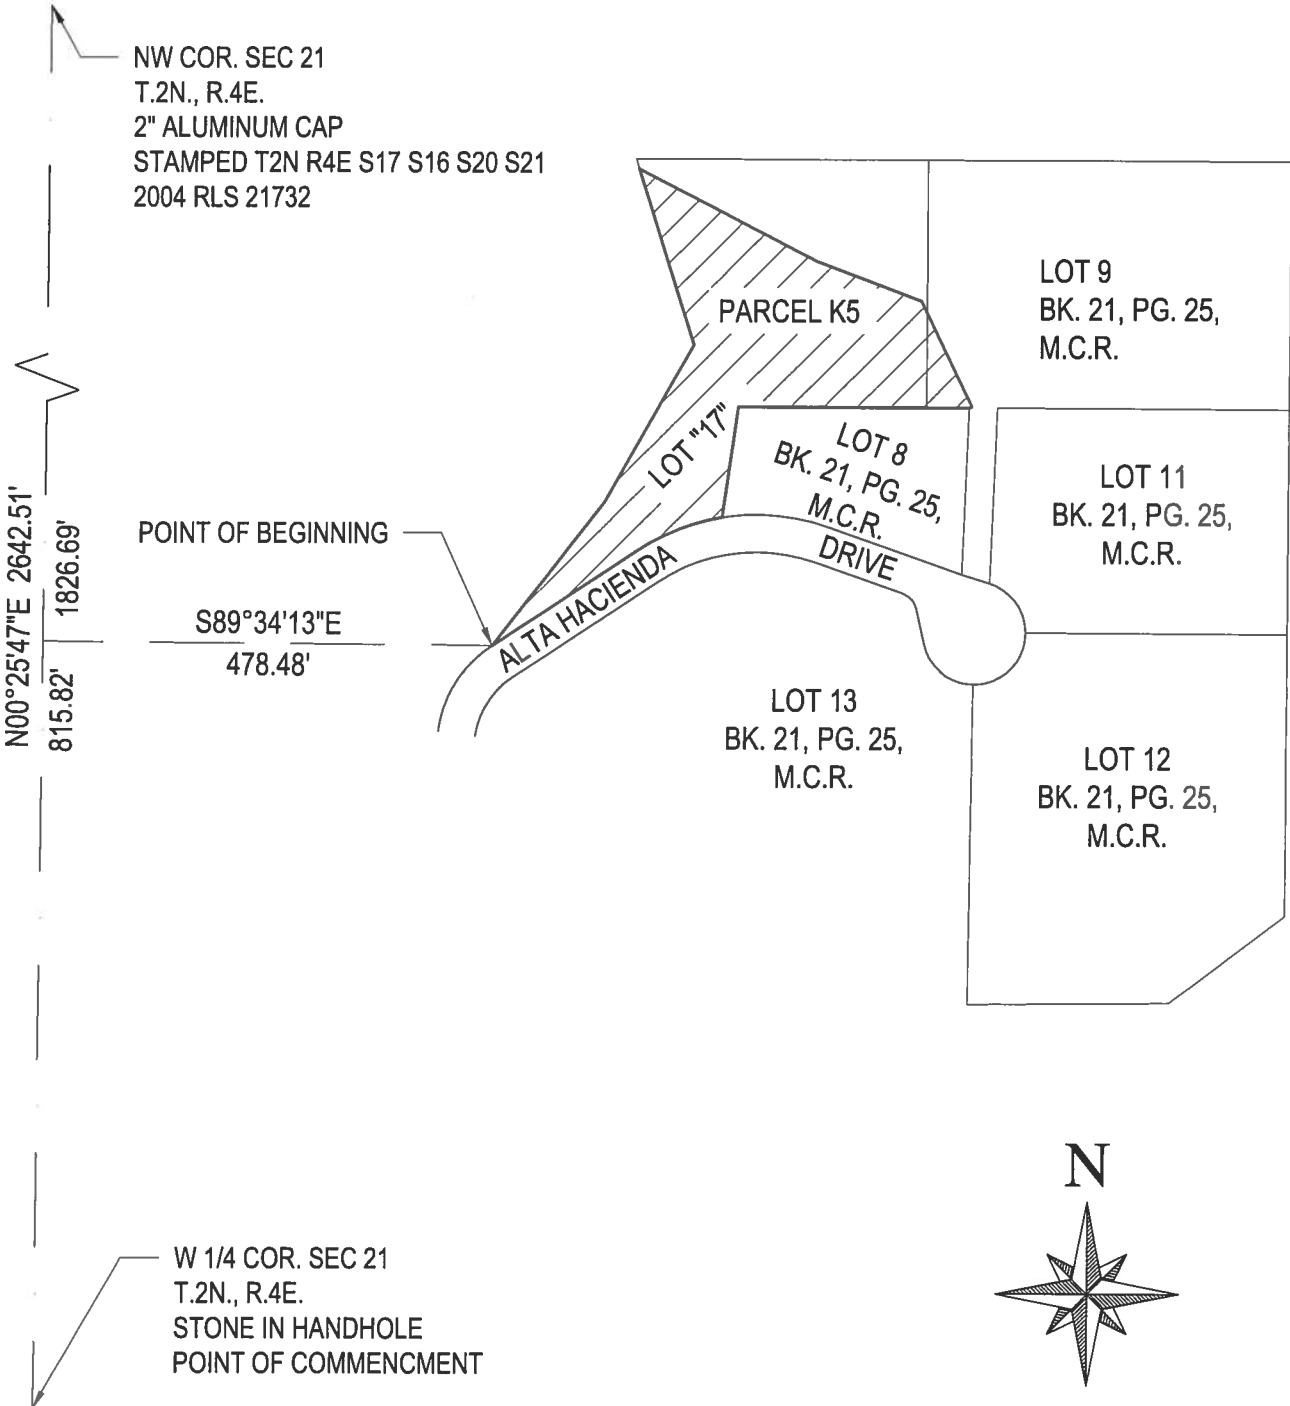 NW COR. SEC 21
T.2N., R.4E.
2" ALUMINUM CAP
STAMPED T2N R4E S17 S16 S20 S21
2004 RLS 21732
PARCEL K5
LOT 9
BK. 21, PG. 25,
M.C.R.
LOT "17"
LOT 8
BK. 21, PG. 25,
M.C.R.
LOT 11
BK. 21, PG. 25,
M.C.R.
POINT OF BEGINNING
ALTA HACIENDA
DRIVE
N00°25'47"E 2642.51'
1826.69'
815.82'
S89°34'13"E
478.48'
LOT 13
BK. 21, PG. 25,
M.C.R.
LOT 12
BK. 21, PG. 25,
M.C.R.
N
W 1/4 COR. SEC 21
T.2N., R.4E.
STONE IN HANDHOLE
POINT OF COMMENCMENT